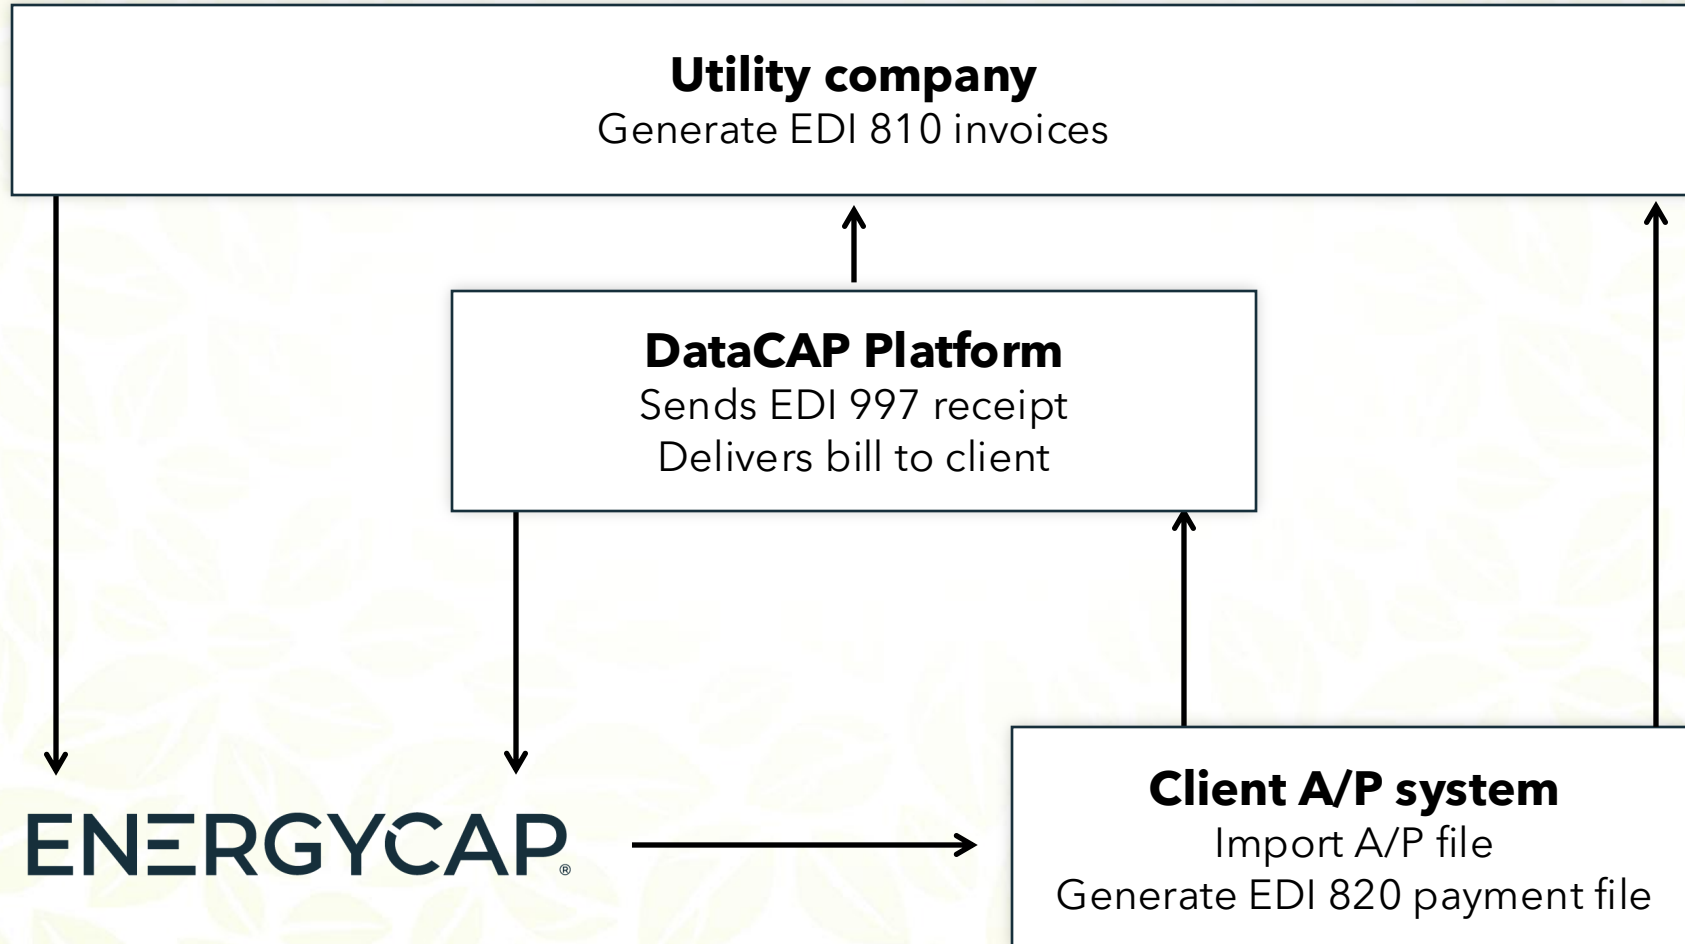 Utility company
Generate EDI 810 invoices
DataCAP Platform
Sends EDI 997 receipt
Delivers bill to client
ENERGYCAP®
Client A/P system
Import A/P file
Generate EDI 820 payment file